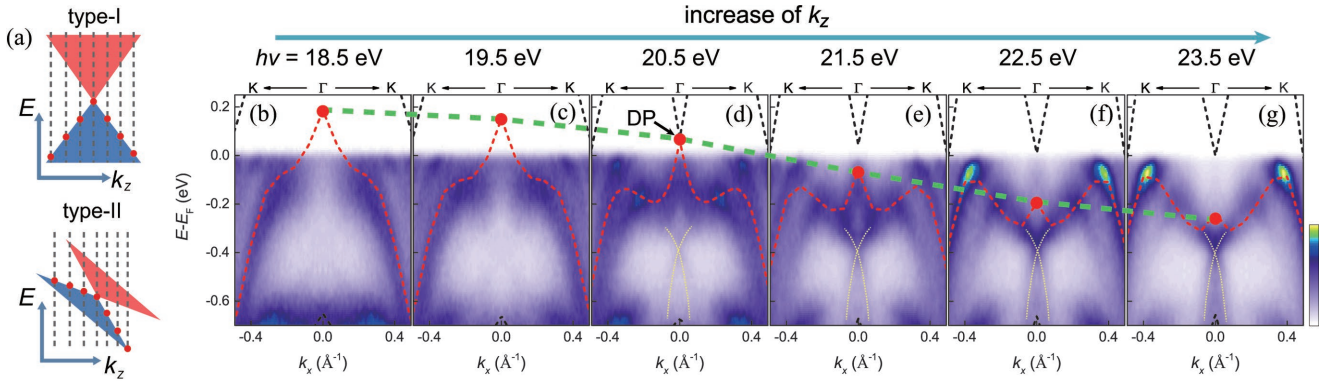 (a)
type-I
E
k_z
type-II
E
k_z
increase of k_z
hν = 18.5 eV 19.5 eV 20.5 eV 21.5 eV 22.5 eV 23.5 eV
K Γ K K Γ K K Γ K K Γ K K Γ K K Γ K
(b) (c) (d) (e) (f) (g)
DP
E-E_F (eV)
0.2
0.0
-0.2
-0.4
-0.6
-0.4 0.0 0.4 -0.4 0.0 0.4 -0.4 0.0 0.4 -0.4 0.0 0.4 -0.4 0.0 0.4 -0.4 0.0 0.4
k_x (Å⁻¹) k_x (Å⁻¹) k_x (Å⁻¹) k_x (Å⁻¹) k_x (Å⁻¹) k_x (Å⁻¹)